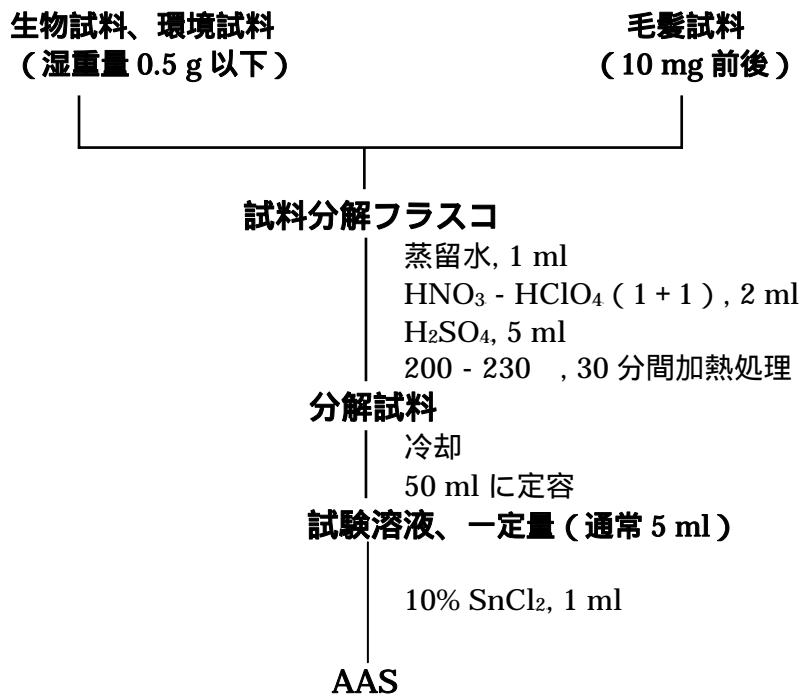 生物試料、環境試料
（湿重量 0.5 g 以下）
毛髪試料
（10 mg 前後）
試料分解フラスコ
蒸留水, 1 ml
HNO₃ - HClO₄（1 + 1）, 2 ml
H₂SO₄, 5 ml
200 - 230 , 30 分間加熱処理
分解試料
冷却
50 ml に定容
試験溶液、一定量（通常 5 ml）
10% SnCl₂, 1 ml
AAS